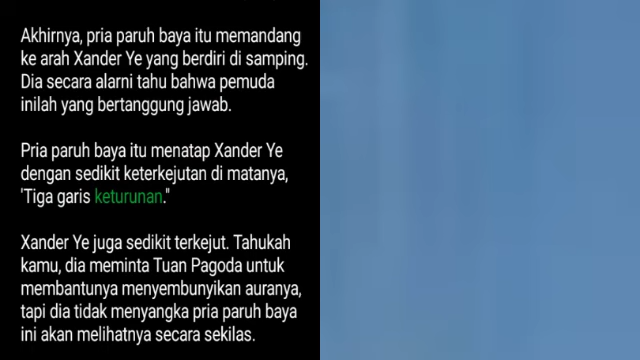 Akhirnya, pria paruh baya itu memandang
ke arah Xander Ye yang berdiri di samping.
Dia secara alarni tahu bahwa pemuda
inilah yang bertanggung jawab.
Pria paruh baya itu menatap Xander Ye
dengan sedikit keterkejutan di matanya,
'Tiga garis keturunan."
Xander Ye juga sedikit terkejut. Tahukah
kamu, dia meminta Tuan Pagoda untuk
membantunya menyembunyikan auranya,
tapi dia tidak menyangka pria paruh baya
ini akan melihatnya secara sekilas.